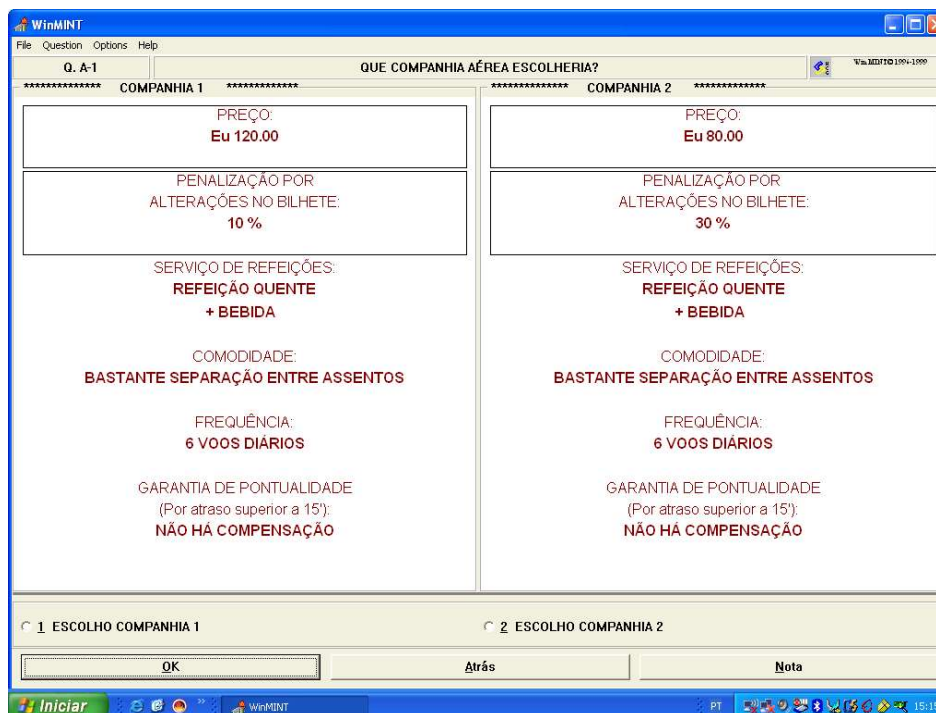 WinMINT
File Question Options Help
Q. A-1
QUE COMPANHIA AÉREA ESCOLHERIA?
WinMINT© 1994-1999
************** COMPANHIA 1 *************
PREÇO:
Eu 120.00
PENALIZAÇÃO POR
ALTERAÇÕES NO BILHETE:
10 %
SERVIÇO DE REFEIÇÕES:
REFEIÇÃO QUENTE
+ BEBIDA
COMODIDADE:
BASTANTE SEPARAÇÃO ENTRE ASSENTOS
FREQUÊNCIA:
6 VOOS DIÁRIOS
GARANTIA DE PONTUALIDADE
(Por atraso superior a 15'):
NÃO HÁ COMPENSAÇÃO
************** COMPANHIA 2 *************
PREÇO:
Eu 80.00
PENALIZAÇÃO POR
ALTERAÇÕES NO BILHETE:
30 %
SERVIÇO DE REFEIÇÕES:
REFEIÇÃO QUENTE
+ BEBIDA
COMODIDADE:
BASTANTE SEPARAÇÃO ENTRE ASSENTOS
FREQUÊNCIA:
6 VOOS DIÁRIOS
GARANTIA DE PONTUALIDADE
(Por atraso superior a 15'):
NÃO HÁ COMPENSAÇÃO
1 ESCOLHO COMPANHIA 1
2 ESCOLHO COMPANHIA 2
OK
Atrás
Nota
Iniciar
WinMINT
PT